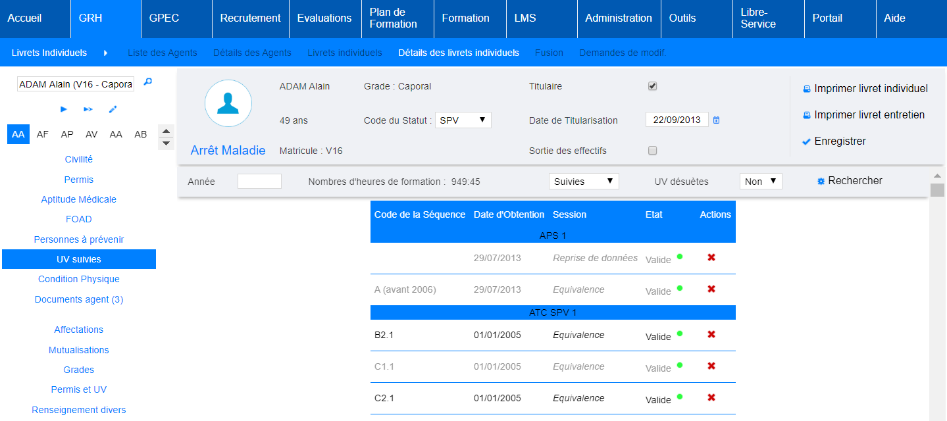 Accueil GRH GPEC Recrutement Evaluations Plan de Formation Formation LMS Administration Outils Libre-Service Portail Aide
Livrets Individuels Liste des Agents Détails des Agents Livrets individuels Détails des livrets individuels Fusion Demandes de modif.
ADAM Alain (V16 - Capora
AA AF AP AV AA AB
Civilité
Permis
Aptitude Médicale
FOAD
Personnes à prévenir
UV suivies
Condition Physique
Documents agent (3)
Affectations
Mutualisations
Grades
Permis et UV
Renseignement divers
ADAM Alain Grade : Caporal Titulaire
Imprimer livret individuel
49 ans Code du Statut : SPV Date de Titularisation 22/09/2013
Imprimer livret entretien
Enregistrer
Arrêt Maladie Matricule : V16 Sortie des effectifs
Année Nombres d'heures de formation : 949:45 Suivies UV désuètes Non Rechercher
Code de la Séquence Date d'Obtention Session Etat Actions
APS 1
29/07/2013 Reprise de données Valide
A (avant 2006) 29/07/2013 Equivalence Valide
ATC SPV 1
B2.1 01/01/2005 Equivalence Valide
C1.1 01/01/2005 Equivalence Valide
C2.1 01/01/2005 Equivalence Valide